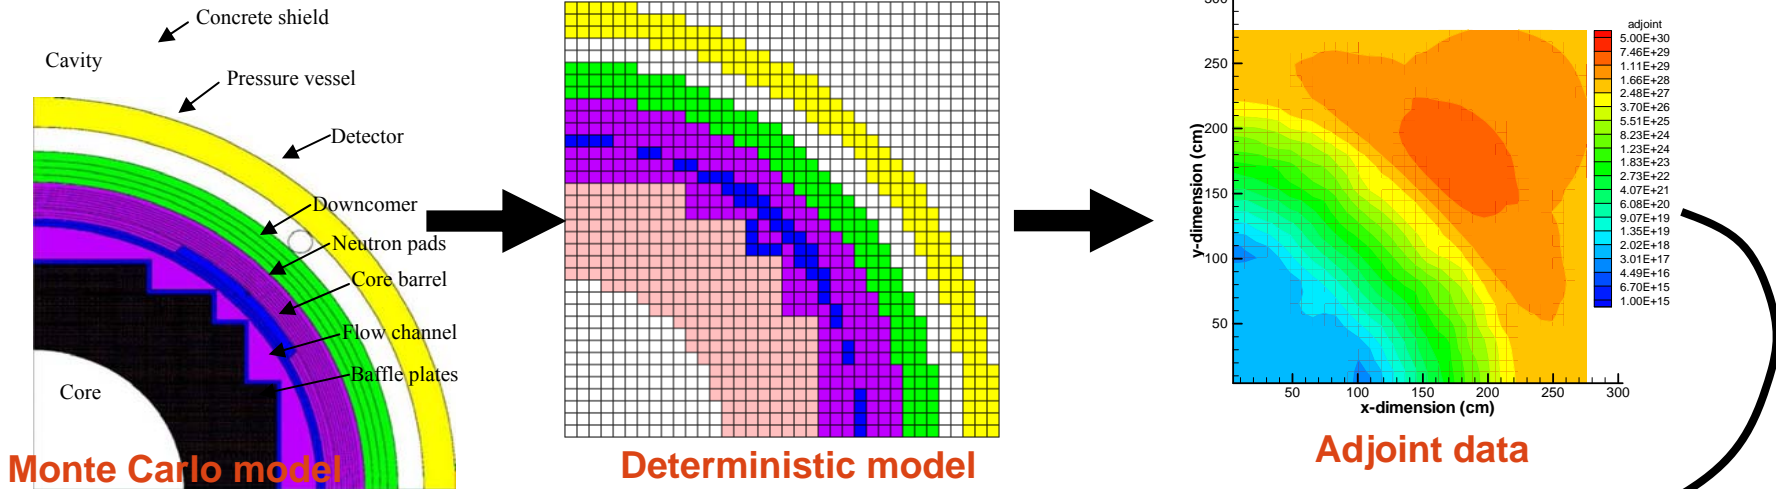 Concrete shield
Cavity
Pressure vessel
Detector
Downcomer
Neutron pads
Core barrel
Flow channel
Baffle plates
Core
Monte Carlo model
Deterministic model
300
250
200
150
100
50
y-dimension (cm)
50 100 150 200 250 300
x-dimension (cm)
adjoint
5.00E+30
7.46E+29
1.11E+29
1.66E+28
2.48E+27
3.70E+26
5.51E+25
8.23E+24
1.23E+24
1.83E+23
2.73E+22
4.07E+21
6.08E+20
9.07E+19
1.35E+19
2.02E+18
3.01E+17
4.49E+16
6.70E+15
1.00E+15
Adjoint data